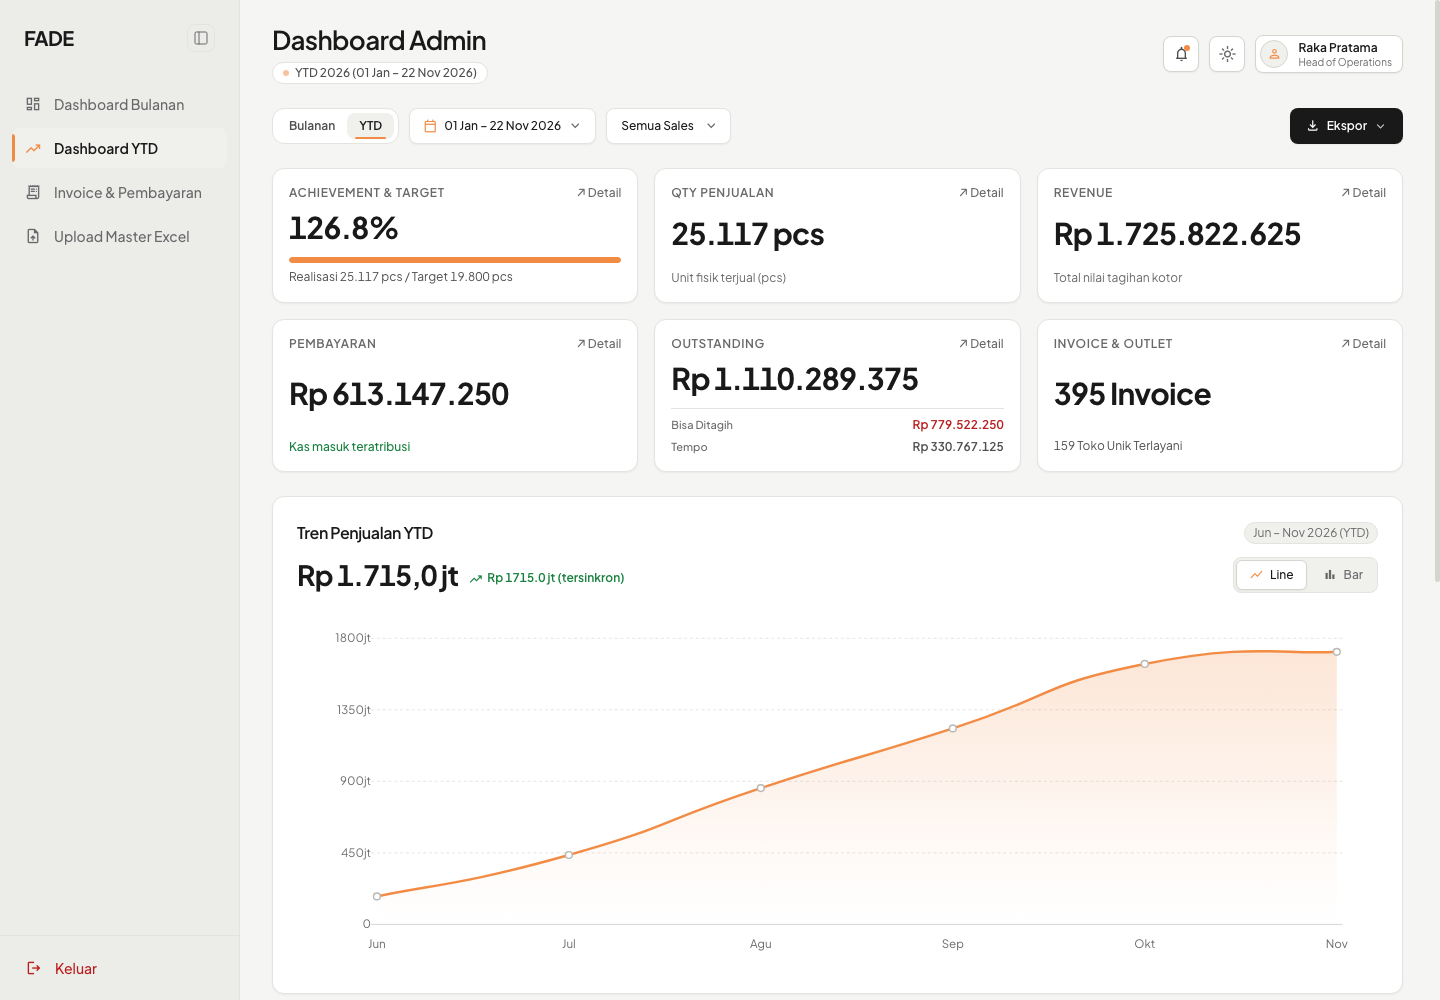 FADE
Dashboard Bulanan
Dashboard YTD
Invoice & Pembayaran
Upload Master Excel
Keluar
Dashboard Admin
YTD 2026 (01 Jan – 22 Nov 2026)
Raka Pratama
Head of Operations
Bulanan YTD 01 Jan – 22 Nov 2026 Semua Sales Ekspor
ACHIEVEMENT & TARGET Detail
126.8%
Realisasi 25.117 pcs / Target 19.800 pcs
QTY PENJUALAN Detail
25.117 pcs
Unit fisik terjual (pcs)
REVENUE Detail
Rp 1.725.822.625
Total nilai tagihan kotor
PEMBAYARAN Detail
Rp 613.147.250
Kas masuk teratribusi
OUTSTANDING Detail
Rp 1.110.289.375
Bisa Ditagih Rp 779.522.250
Tempo Rp 330.767.125
INVOICE & OUTLET Detail
395 Invoice
159 Toko Unik Terlayani
Tren Penjualan YTD
Jun – Nov 2026 (YTD)
Rp 1.715,0 jt Rp 1715.0 jt (tersinkron)
Line Bar
1800jt
1350jt
900jt
450jt
0
Jun Jul Agu Sep Okt Nov